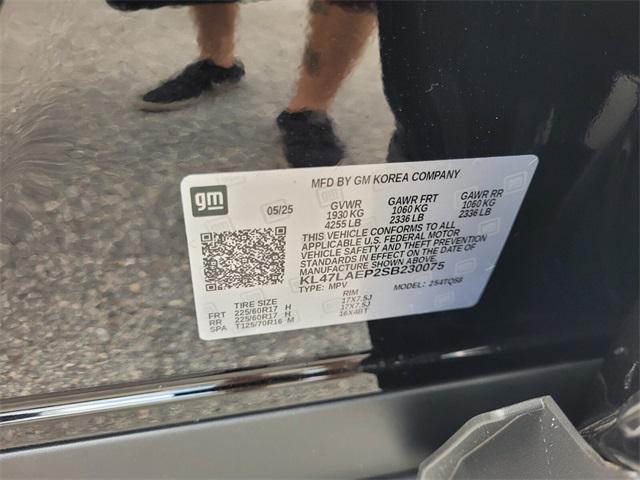 gm
MFD BY GM KOREA COMPANY
05/25 GVWR GAWR FRT GAWR RR
1930 KG 1060 KG 1060 KG
4255 LB 2336 LB 2336 LB
THIS VEHICLE CONFORMS TO ALL
APPLICABLE U.S. FEDERAL MOTOR
VEHICLE SAFETY AND THEFT PREVENTION
STANDARDS IN EFFECT ON THE DATE OF
MANUFACTURE SHOWN ABOVE.
KL47LAEP2SB230075
TYPE: MPV MODEL: 2S4TQ58
TIRE SIZE RIM
FRT 225/60R17 H 17X7.5J
RR 225/60R17 H 17X7.5J
SPA T125/70R16 M 16X4BT